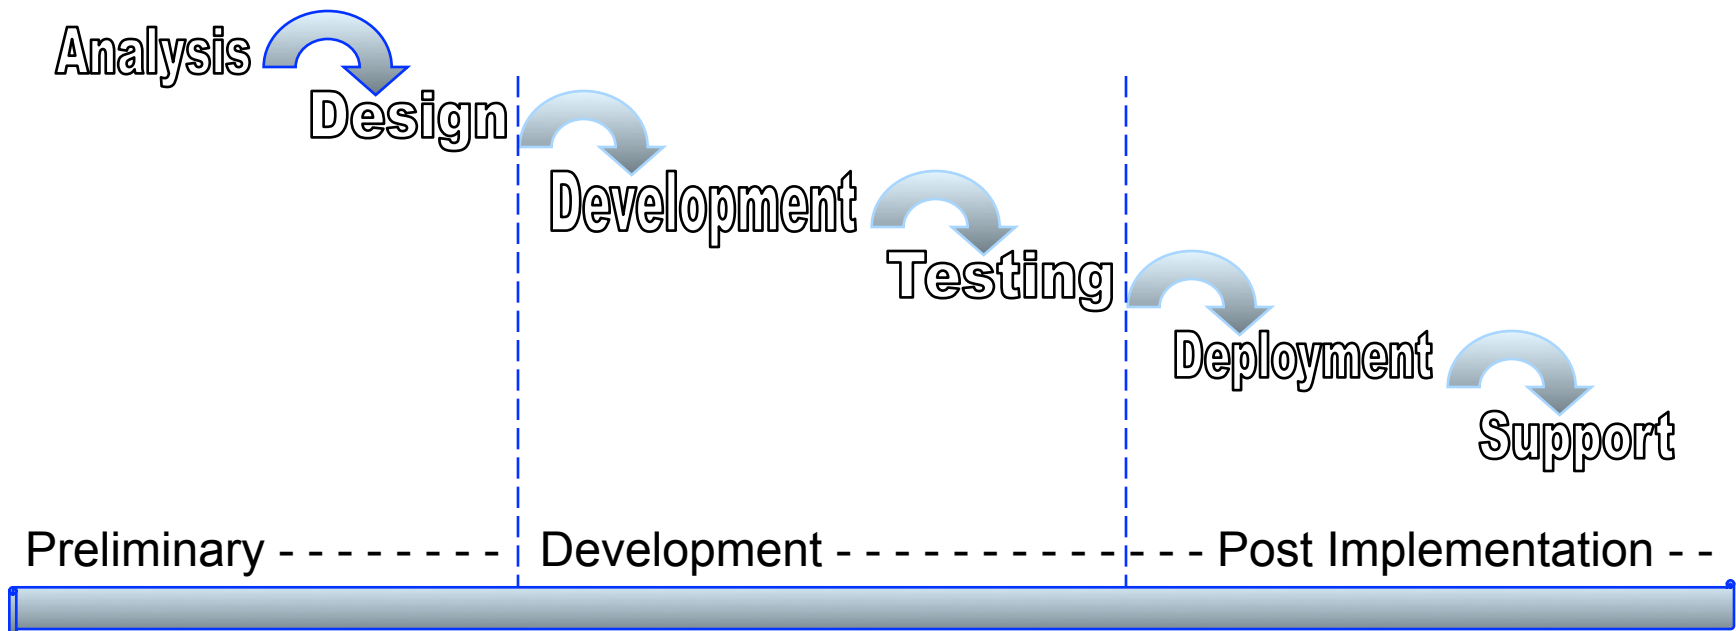 Analysis
Design
Development
Testing
Deployment
Support
Preliminary - - - - - - - - Development - - - - - - - - - - - - - - Post Implementation - -